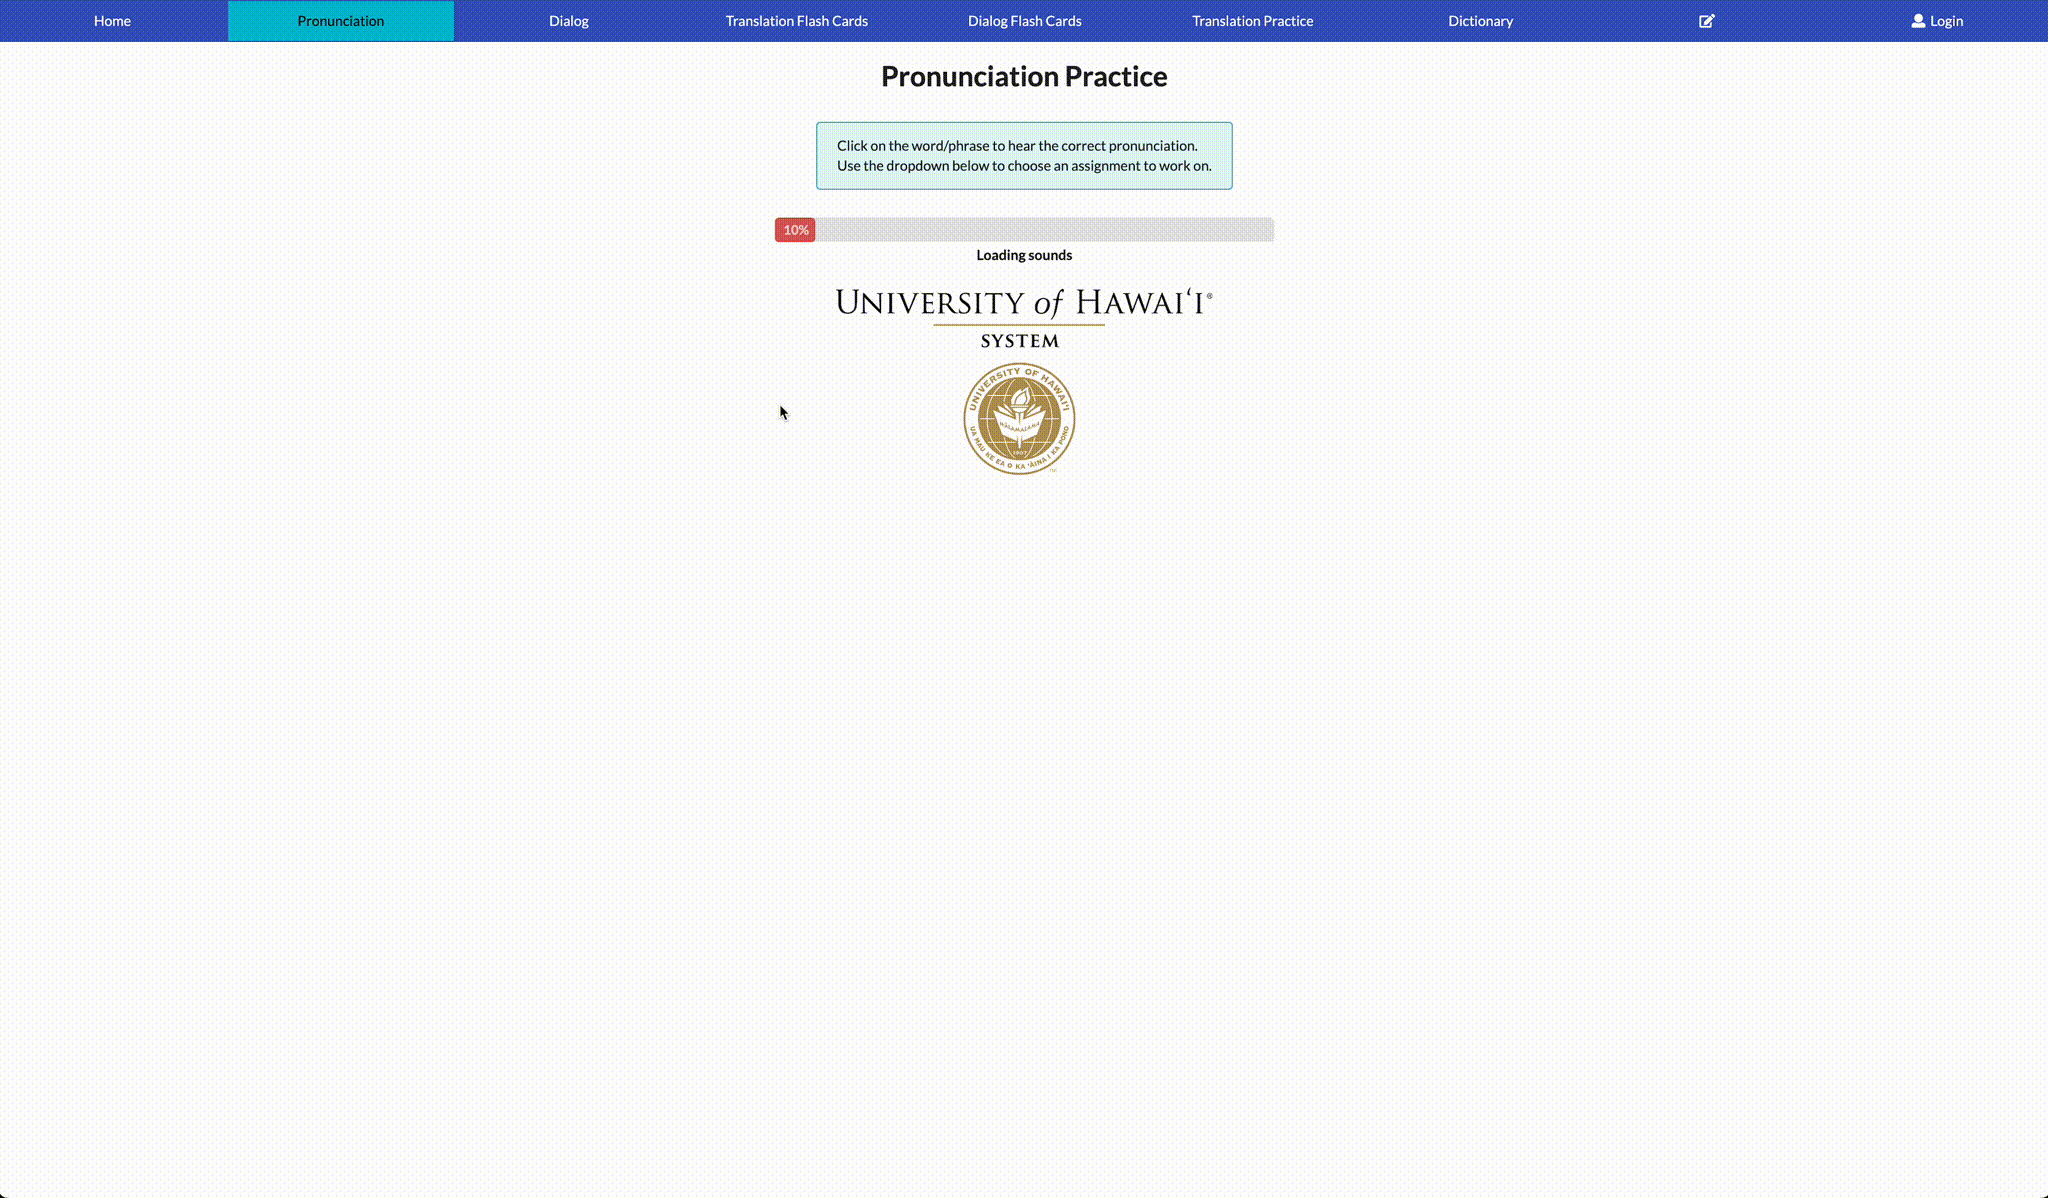 Home
Pronunciation
Dialog
Translation Flash Cards
Dialog Flash Cards
Translation Practice
Dictionary
Login
Pronunciation Practice
Click on the word/phrase to hear the correct pronunciation.
Use the dropdown below to choose an assignment to work on.
10%
Loading sounds
UNIVERSITY of HAWAIʻI®
SYSTEM
UNIVERSITY OF HAWAIʻI
MĀLAMALAMA
1907
UA MAU KE EA O KA ʻĀINA I KA PONO
™